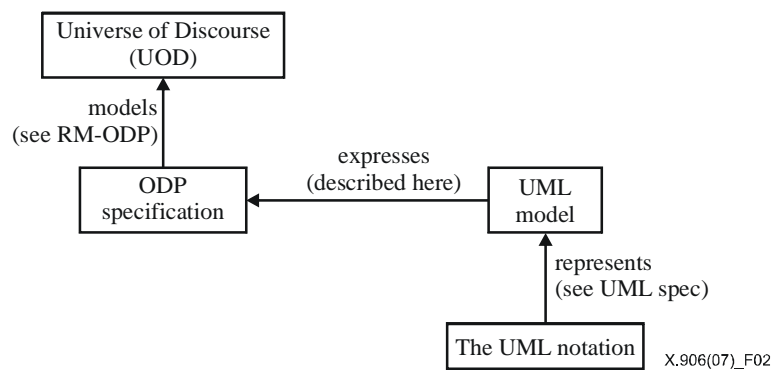 Universe of Discourse
(UOD)
models
(see RM-ODP)
expresses
(described here)
ODP
specification
UML
model
represents
(see UML spec)
The UML notation
X.906(07)_F02